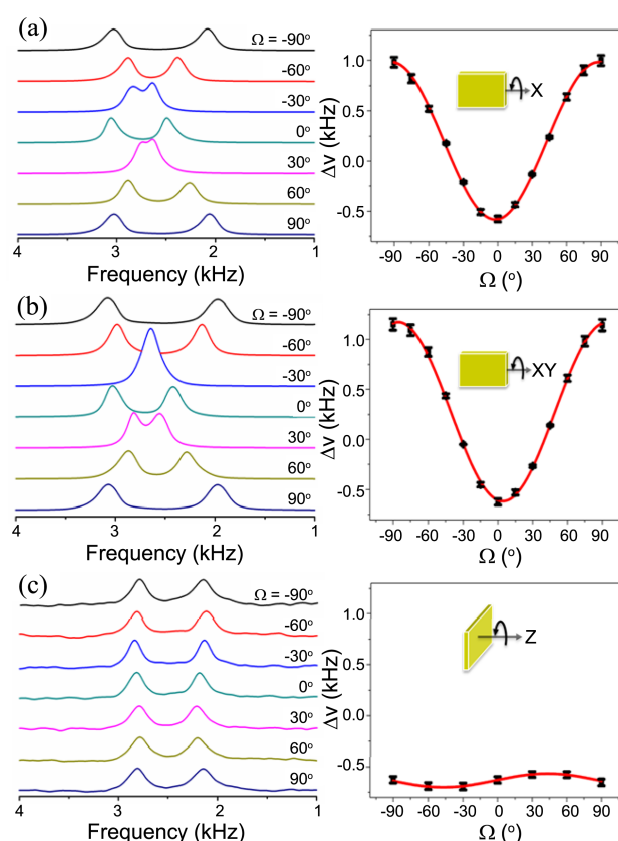 (a)
Ω = -90°
-60°
-30°
0°
30°
60°
90°
4 3 2 1
Frequency (kHz)
Δν (kHz)
1.0
0.5
0.0
-0.5
X
-90 -60 -30 0 30 60 90
Ω (°)
(b)
Ω = -90°
-60°
-30°
0°
30°
60°
90°
4 3 2 1
Frequency (kHz)
Δν (kHz)
1.0
0.5
0.0
-0.5
XY
-90 -60 -30 0 30 60 90
Ω (°)
(c)
Ω = -90°
-60°
-30°
0°
30°
60°
90°
4 3 2 1
Frequency (kHz)
Δν (kHz)
1.0
0.5
0.0
-0.5
Z
-90 -60 -30 0 30 60 90
Ω (°)